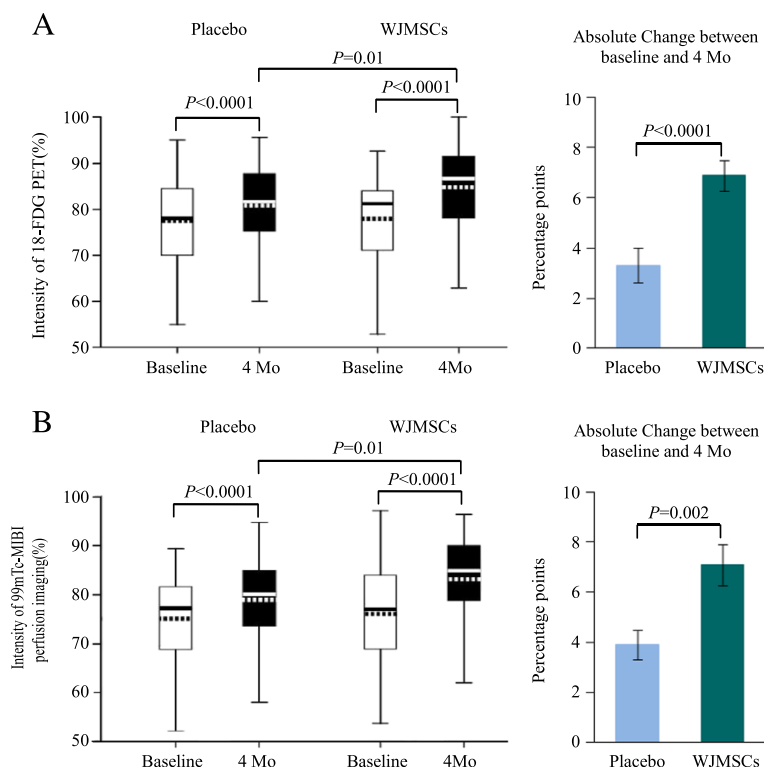 A
Placebo
WJMSCs
P=0.01
P<0.0001
P<0.0001
Intensity of 18-FDG PET(%)
100
90
80
70
60
50
Baseline
4 Mo
Baseline
4Mo
Absolute Change between
baseline and 4 Mo
P<0.0001
Percentage points
10
8
6
4
2
0
Placebo
WJMSCs
B
Placebo
WJMSCs
P=0.01
P<0.0001
P<0.0001
Intensity of 99mTc-MIBI
perfusion imaging(%)
100
90
80
70
60
50
Baseline
4 Mo
Baseline
4Mo
Absolute Change between
baseline and 4 Mo
P=0.002
Percentage points
10
8
6
4
2
0
Placebo
WJMSCs